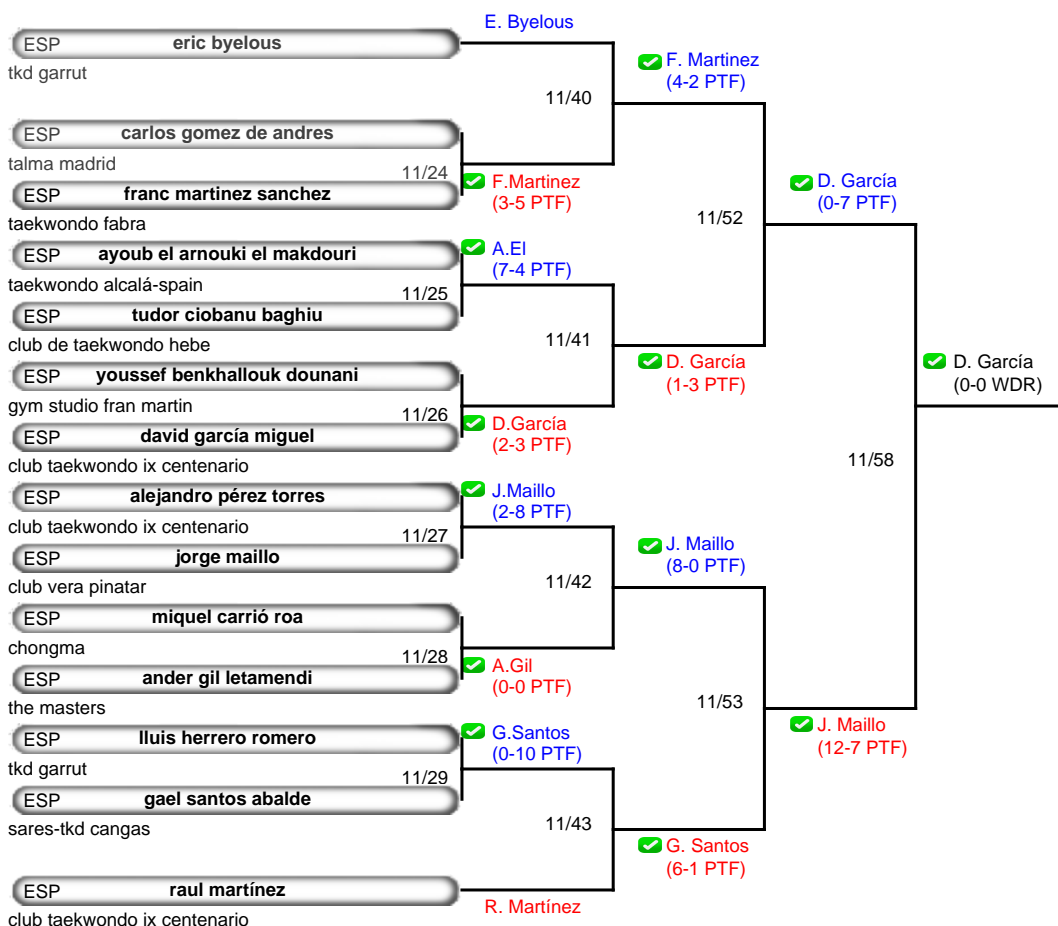 E. Byelous
ESP eric byelous
tkd garrut
F. Martinez
(4-2 PTF)
11/40
ESP carlos gomez de andres
talma madrid
11/24
F.Martinez
(3-5 PTF)
ESP franc martinez sanchez
taekwondo fabra
D. García
(0-7 PTF)
11/52
ESP ayoub el arnouki el makdouri
A.El
(7-4 PTF)
taekwondo alcalá-spain
11/25
ESP tudor ciobanu baghiu
club de taekwondo hebe
11/41
ESP youssef benkhallouk dounani
D. García
(1-3 PTF)
D. García
(0-0 WDR)
gym studio fran martin
11/26
D.García
(2-3 PTF)
ESP david garcía miguel
club taekwondo ix centenario
11/58
ESP alejandro pérez torres
J.Maillo
(2-8 PTF)
club taekwondo ix centenario
11/27
ESP jorge maillo
club vera pinatar
J. Maillo
(8-0 PTF)
11/42
ESP miquel carrió roa
chongma
11/28
A.Gil
(0-0 PTF)
ESP ander gil letamendi
the masters
11/53
J. Maillo
(12-7 PTF)
ESP lluis herrero romero
G.Santos
(0-10 PTF)
tkd garrut
11/29
ESP gael santos abalde
sares-tkd cangas
11/43
G. Santos
(6-1 PTF)
ESP raul martínez
R. Martínez
club taekwondo ix centenario